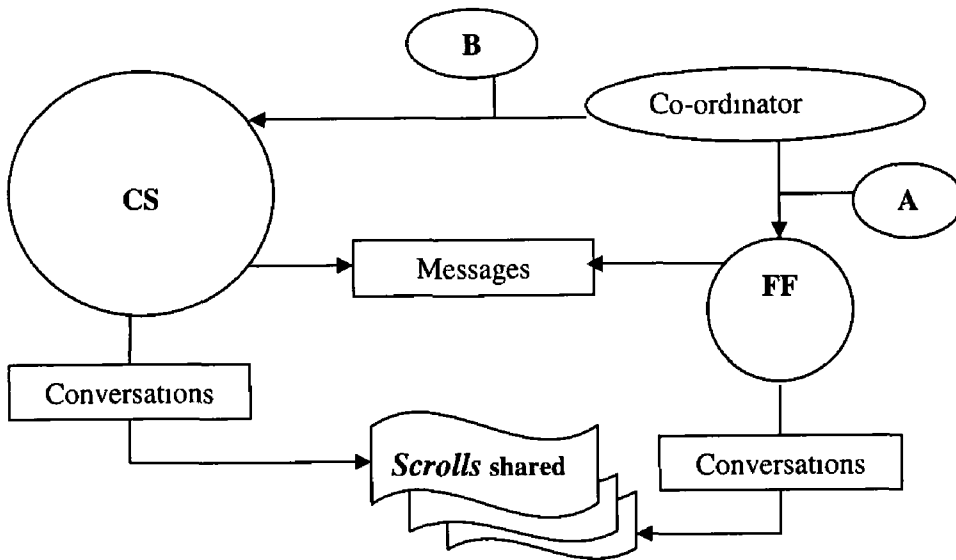 B
Co-ordinator
CS
A
Messages
FF
Conversations
Scrolls shared
Conversations